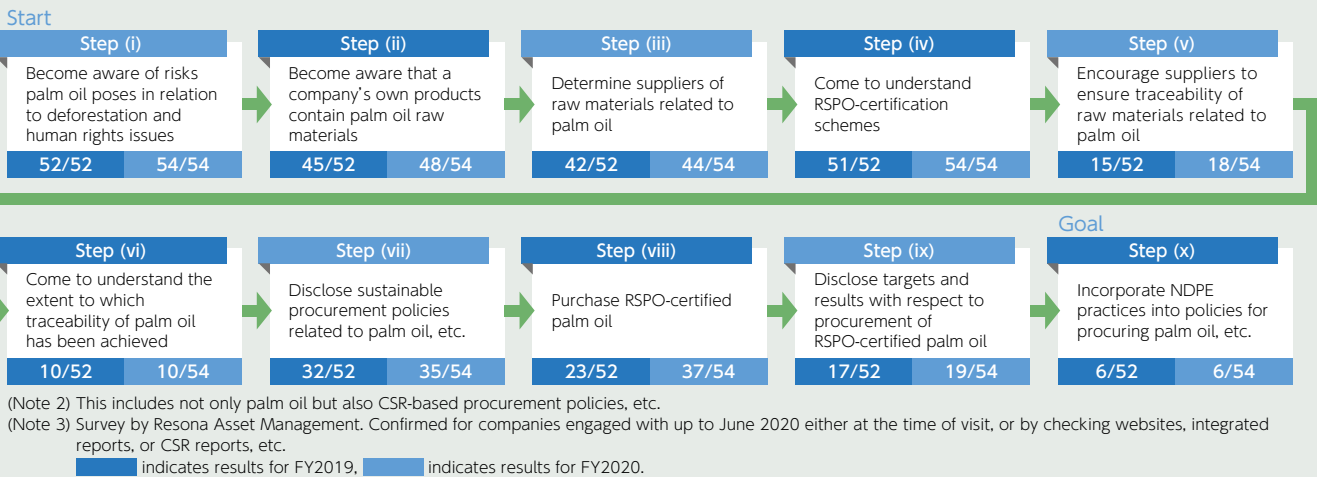 Start
Step (i)
Become aware of risks
palm oil poses in relation
to deforestation and
human rights issues
52/52 54/54
Step (ii)
Become aware that a
company's own products
contain palm oil raw
materials
45/52 48/54
Step (iii)
Determine suppliers of
raw materials related to
palm oil
42/52 44/54
Step (iv)
Come to understand
RSPO-certification
schemes
51/52 54/54
Step (v)
Encourage suppliers to
ensure traceability of
raw materials related to
palm oil
15/52 18/54
Step (vi)
Come to understand the
extent to which
traceability of palm oil
has been achieved
10/52 10/54
Step (vii)
Disclose sustainable
procurement policies
related to palm oil, etc.
32/52 35/54
Step (viii)
Purchase RSPO-certified
palm oil
23/52 37/54
Step (ix)
Disclose targets and
results with respect to
procurement of
RSPO-certified palm oil
17/52 19/54
Goal
Step (x)
Incorporate NDPE
practices into policies for
procuring palm oil, etc.
6/52 6/54
(Note 2) This includes not only palm oil but also CSR-based procurement policies, etc.
(Note 3) Survey by Resona Asset Management. Confirmed for companies engaged with up to June 2020 either at the time of visit, or by checking websites, integrated
reports, or CSR reports, etc.
indicates results for FY2019, indicates results for FY2020.